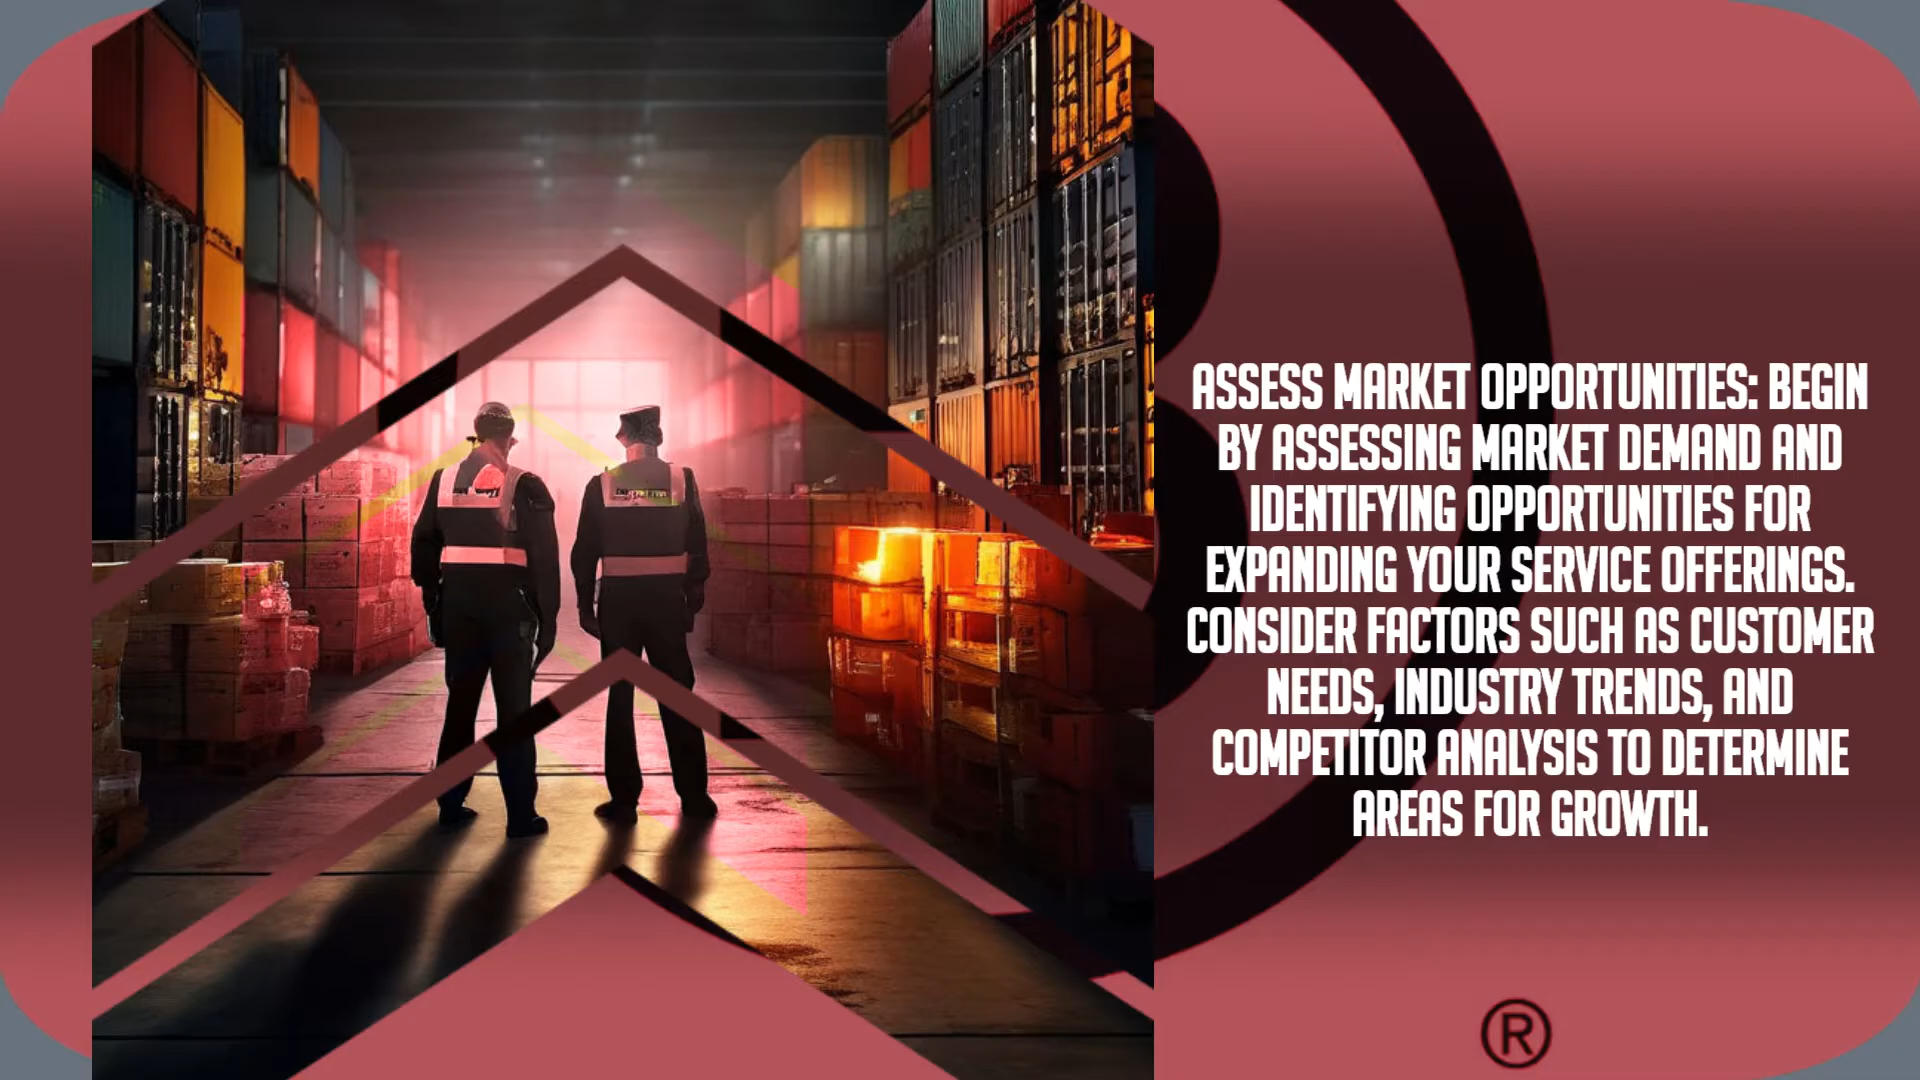 ASSESS MARKET OPPORTUNITIES: BEGIN
BY ASSESSING MARKET DEMAND AND
IDENTIFYING OPPORTUNITIES FOR
EXPANDING YOUR SERVICE OFFERINGS.
CONSIDER FACTORS SUCH AS CUSTOMER
NEEDS, INDUSTRY TRENDS, AND
COMPETITOR ANALYSIS TO DETERMINE
AREAS FOR GROWTH.
®